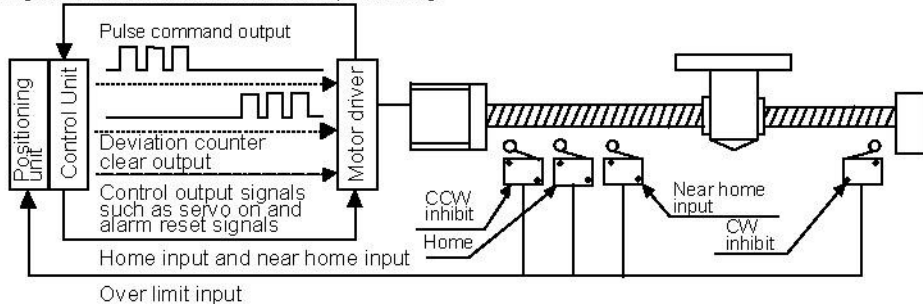 Pulse command output
Positioning
unit
Control Unit
Motor driver
Deviation counter
clear output
Control output signals
such as servo on and
alarm reset signals
CCW
inhibit
Home
Near home
input
CW
inhibit
Home input and near home input
Over limit input